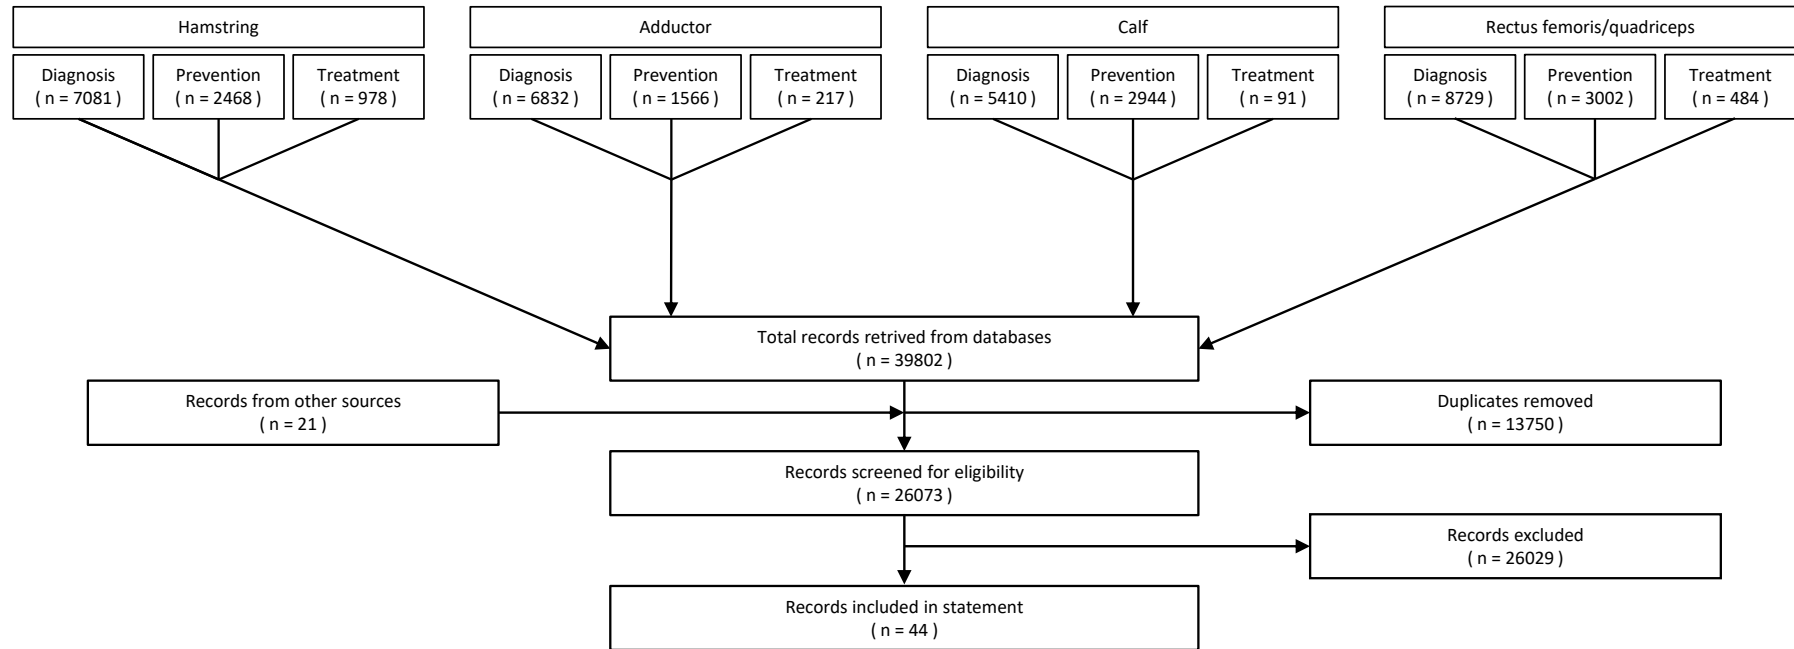 Hamstring
Diagnosis
( n = 7081 )
Prevention
( n = 2468 )
Treatment
( n = 978 )
Adductor
Diagnosis
( n = 6832 )
Prevention
( n = 1566 )
Treatment
( n = 217 )
Calf
Diagnosis
( n = 5410 )
Prevention
( n = 2944 )
Treatment
( n = 91 )
Rectus femoris/quadriceps
Diagnosis
( n = 8729 )
Prevention
( n = 3002 )
Treatment
( n = 484 )
Total records retrived from databases
( n = 39802 )
Records from other sources
( n = 21 )
Duplicates removed
( n = 13750 )
Records screened for eligibility
( n = 26073 )
Records excluded
( n = 26029 )
Records included in statement
( n = 44 )